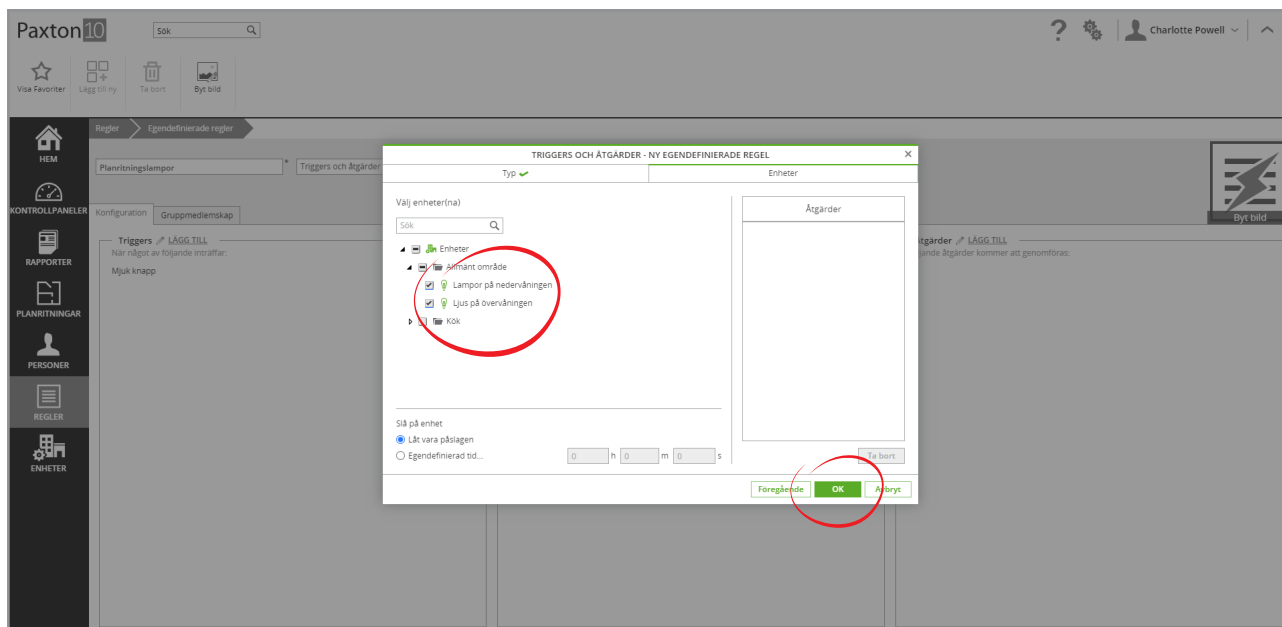 Paxton10
Sök
?
Charlotte Powell
Visa Favoriter
Lägg till ny
Ta bort
Byt bild
HEM
KONTROLLPANELER
RAPPORTER
PLANRITNINGAR
PERSONER
REGLER
ENHETER
Regler
Egendefinierade regler
Planritningslampor *
Triggers och åtgärder
Byt bild
Konfiguration
Gruppmedlemskap
Triggers LÄGG TILL
När något av följande inträffar:
Mjuk knapp
Åtgärder LÄGG TILL
jande åtgärder kommer att genomföras:
TRIGGERS OCH ÅTGÄRDER - NY EGENDEFINIERADE REGEL
Typ
Enheter
Välj enheter(na)
Sök
Enheter
Allmänt område
Lampor på nedervåningen
Ljus på övervåningen
Kök
Åtgärder
Slå på enhet
Låt vara påslagen
Egendefinierad tid...
0 h 0 m 0 s
Ta bort
Föregående
OK
Avbryt